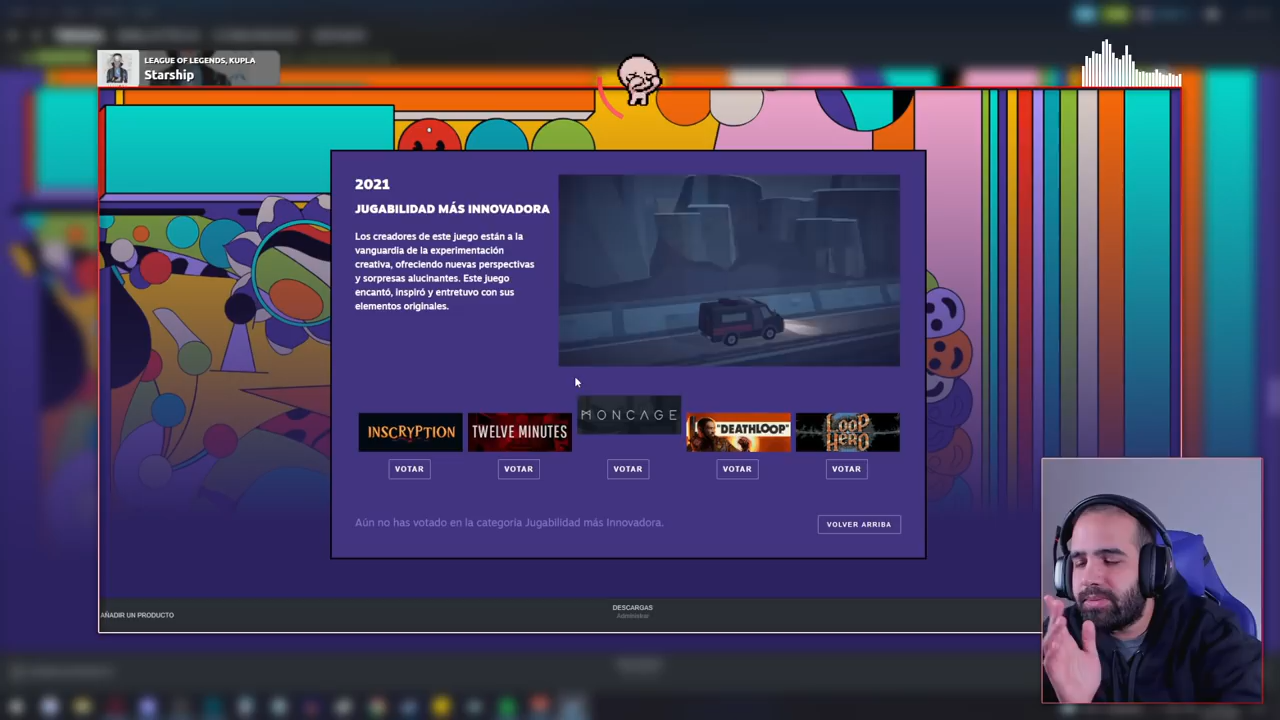 LEAGUE OF LEGENDS, KUPLA
Starship
2021
JUGABILIDAD MÁS INNOVADORA
Los creadores de este juego están a la
vanguardia de la experimentación
creativa, ofreciendo nuevas perspectivas
y sorpresas alucinantes. Este juego
encantó, inspiró y entretuvo con sus
elementos originales.
INSCRYPTION
TWELVE MINUTES
MONCAGE
"DEATHLOOP"
LOOP HERO
VOTAR
VOTAR
VOTAR
VOTAR
VOTAR
Aún no has votado en la categoría Jugabilidad más Innovadora.
VOLVER ARRIBA
AÑADIR UN PRODUCTO
DESCARGAS
Administrar